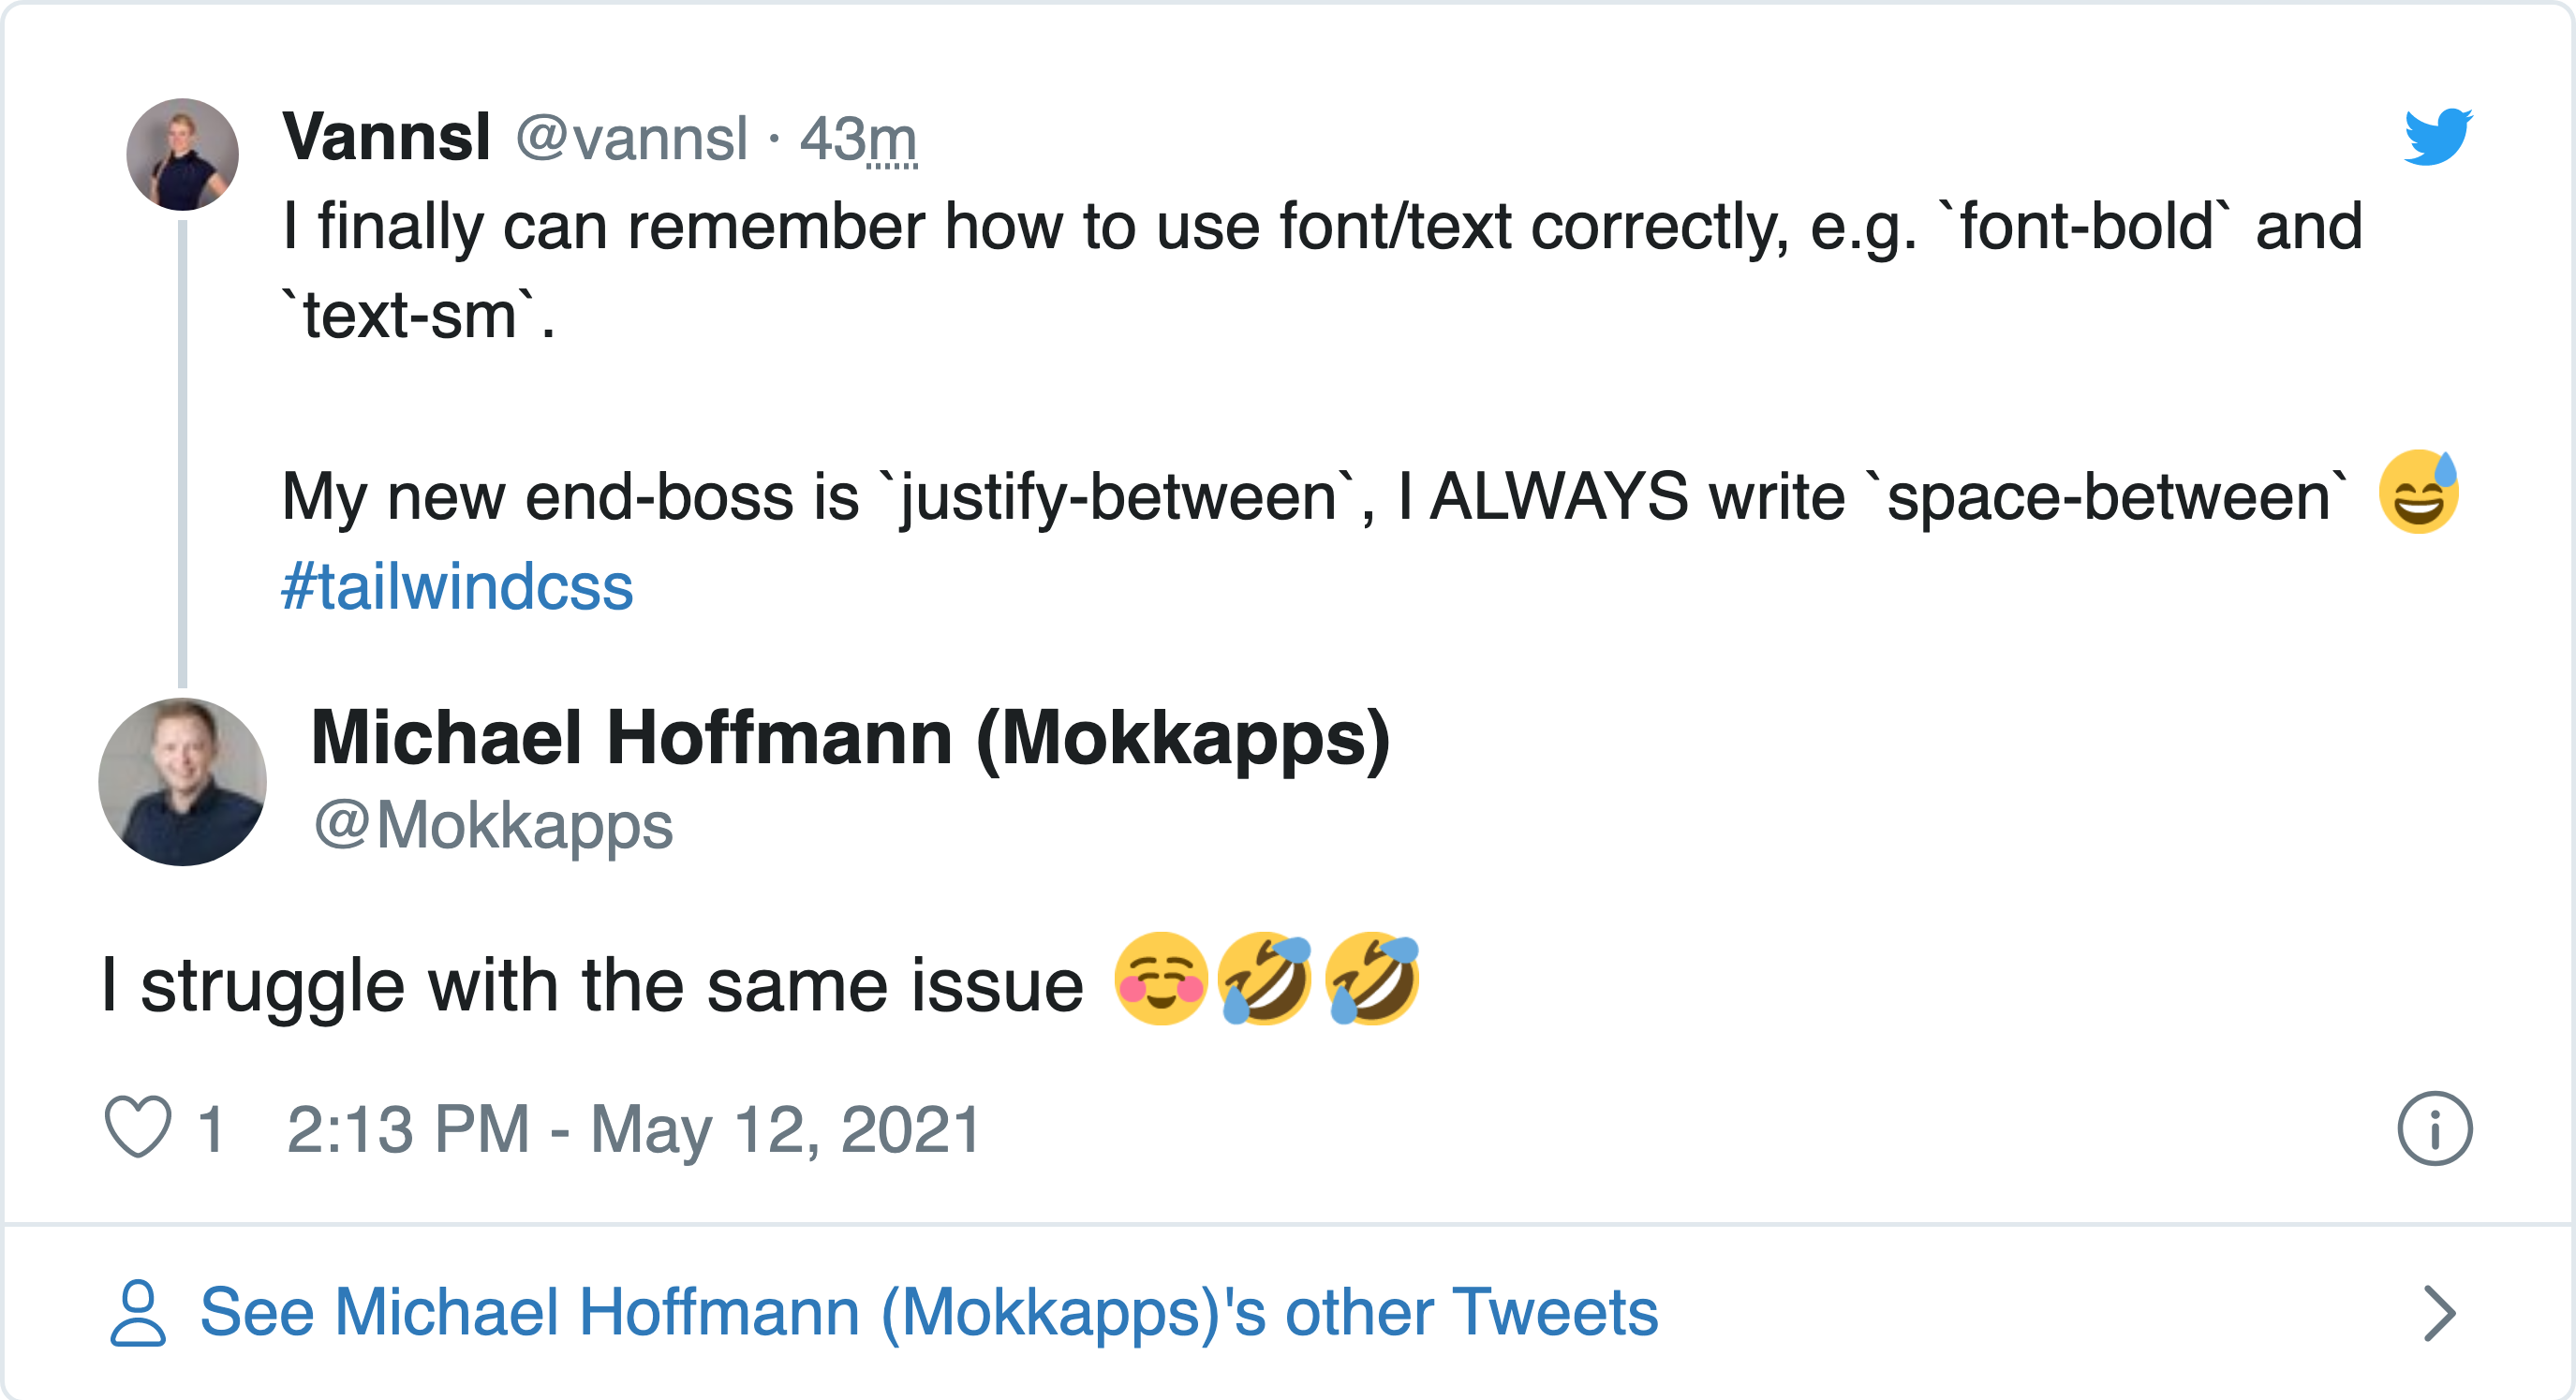 Vannsl @vannsl · 43m
I finally can remember how to use font/text correctly, e.g. `font-bold` and
`text-sm`.
My new end-boss is `justify-between`, I ALWAYS write `space-between` 😅
#tailwindcss
Michael Hoffmann (Mokkapps)
@Mokkapps
I struggle with the same issue ☺️🤣🤣
1 2:13 PM - May 12, 2021
See Michael Hoffmann (Mokkapps)'s other Tweets